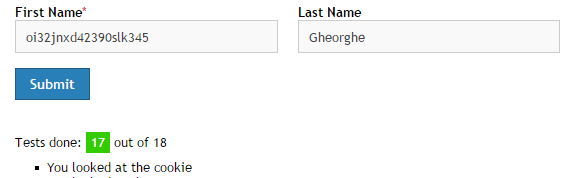 First Name* Last Name
oi32jnxd42390slk345 Gheorghe
Submit
Tests done: 17 out of 18
You looked at the cookie